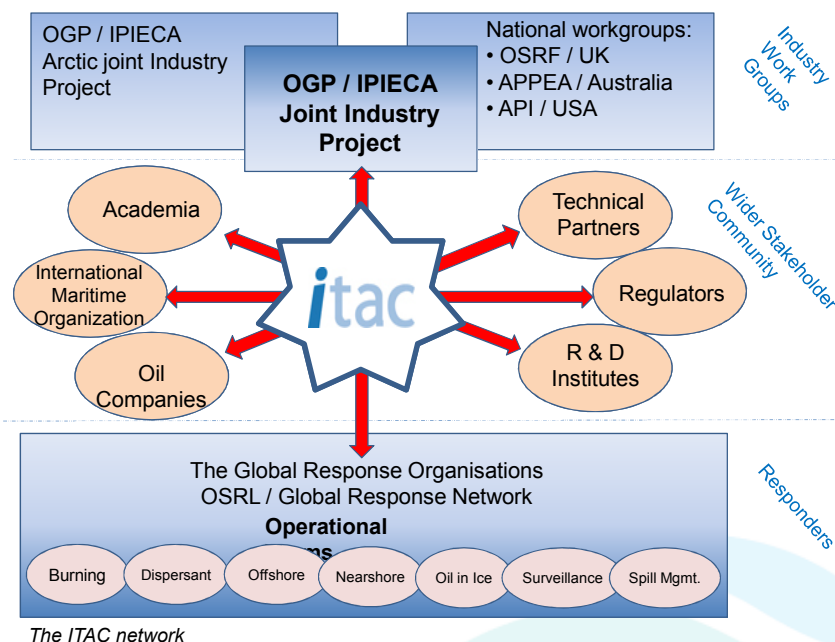 OGP / IPIECA
Arctic joint Industry
Project
OGP / IPIECA
Joint Industry
Project
National workgroups:
• OSRF / UK
• APPEA / Australia
• API / USA
Industry
Work
Groups
Academia
International
Maritime
Organization
Oil
Companies
itac
Technical
Partners
Regulators
R & D
Institutes
Wider Stakeholder
Community
The Global Response Organisations
OSRL / Global Response Network
Operational
Burning
Dispersant
Offshore
Nearshore
Oil in Ice
Surveillance
Spill Mgmt.
Responders
The ITAC network